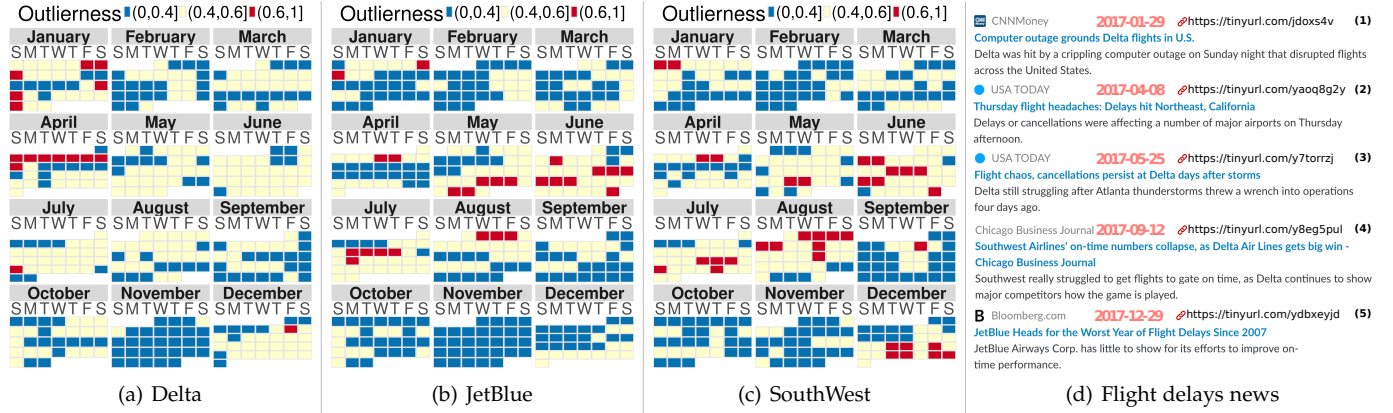 Outlierness (0,0.4] (0.4,0.6] (0.6,1]
January February March
S M T W T F S S M T W T F S S M T W T F S
April May June
S M T W T F S S M T W T F S S M T W T F S
July August September
S M T W T F S S M T W T F S S M T W T F S
October November December
S M T W T F S S M T W T F S S M T W T F S
(a) Delta
Outlierness (0,0.4] (0.4,0.6] (0.6,1]
January February March
S M T W T F S S M T W T F S S M T W T F S
April May June
S M T W T F S S M T W T F S S M T W T F S
July August September
S M T W T F S S M T W T F S S M T W T F S
October November December
S M T W T F S S M T W T F S S M T W T F S
(b) JetBlue
Outlierness (0,0.4] (0.4,0.6] (0.6,1]
January February March
S M T W T F S S M T W T F S S M T W T F S
April May June
S M T W T F S S M T W T F S S M T W T F S
July August September
S M T W T F S S M T W T F S S M T W T F S
October November December
S M T W T F S S M T W T F S S M T W T F S
(c) SouthWest
CNNMoney 2017-01-29 https://tinyurl.com/jdoxs4v (1)
Computer outage grounds Delta flights in U.S.
Delta was hit by a crippling computer outage on Sunday night that disrupted flights
across the United States.
USA TODAY 2017-04-08 https://tinyurl.com/yaoq8g2y (2)
Thursday flight headaches: Delays hit Northeast, California
Delays or cancellations were affecting a number of major airports on Thursday
afternoon.
USA TODAY 2017-05-25 https://tinyurl.com/y7torrzj (3)
Flight chaos, cancellations persist at Delta days after storms
Delta still struggling after Atlanta thunderstorms threw a wrench into operations
four days ago.
Chicago Business Journal 2017-09-12 https://tinyurl.com/y8eg5pul (4)
Southwest Airlines' on-time numbers collapse, as Delta Air Lines gets big win -
Chicago Business Journal
Southwest really struggled to get flights to gate on time, as Delta continues to show
major competitors how the game is played.
B Bloomberg.com 2017-12-29 https://tinyurl.com/ydbxeyjd (5)
JetBlue Heads for the Worst Year of Flight Delays Since 2007
JetBlue Airways Corp. has little to show for its efforts to improve on-
time performance.
(d) Flight delays news